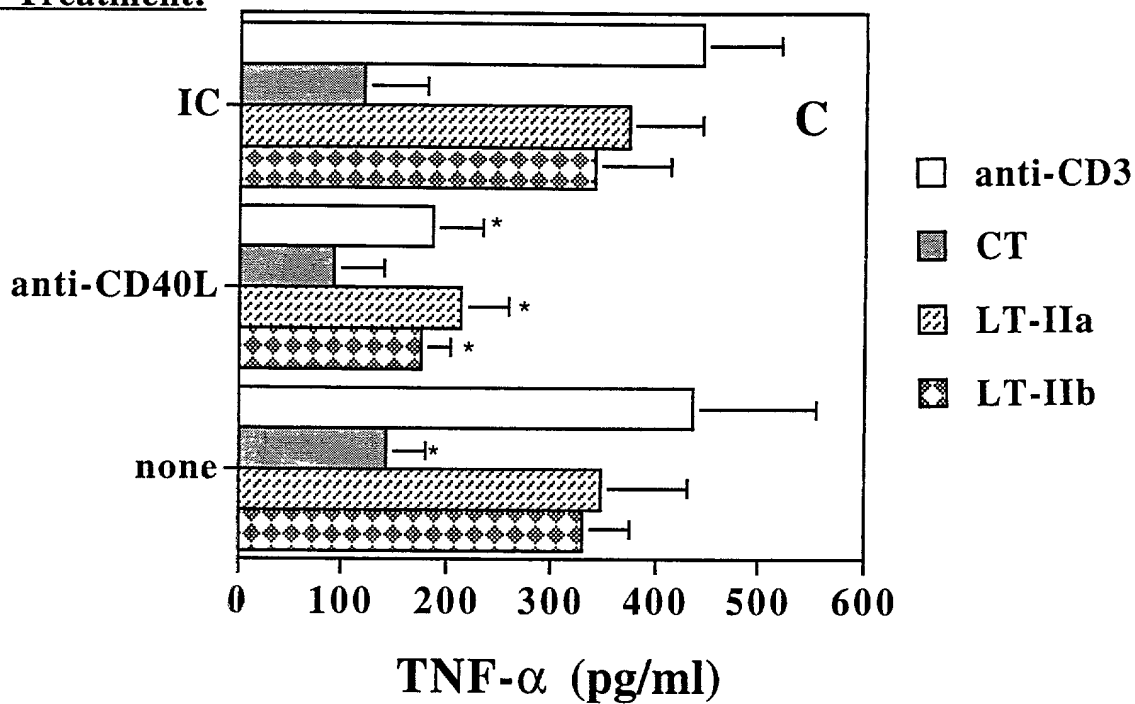 Treatment:
C
IC
anti-CD40L
none
*
*
*
*
anti-CD3
CT
LT-IIa
LT-IIb
0 100 200 300 400 500 600
TNF-α (pg/ml)